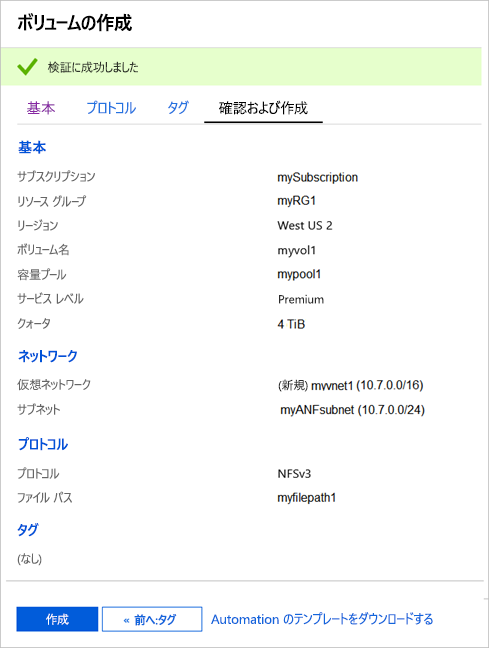 ボリュームの作成
検証に成功しました
基本 プロトコル タグ 確認および作成
基本
サブスクリプション mySubscription
リソース グループ myRG1
リージョン West US 2
ボリューム名 myvol1
容量プール mypool1
サービス レベル Premium
クォータ 4 TiB
ネットワーク
仮想ネットワーク (新規) myvnet1 (10.7.0.0/16)
サブネット myANFsubnet (10.7.0.0/24)
プロトコル
プロトコル NFSv3
ファイル パス myfilepath1
タグ
(なし)
作成 « 前へ:タグ Automation のテンプレートをダウンロードする